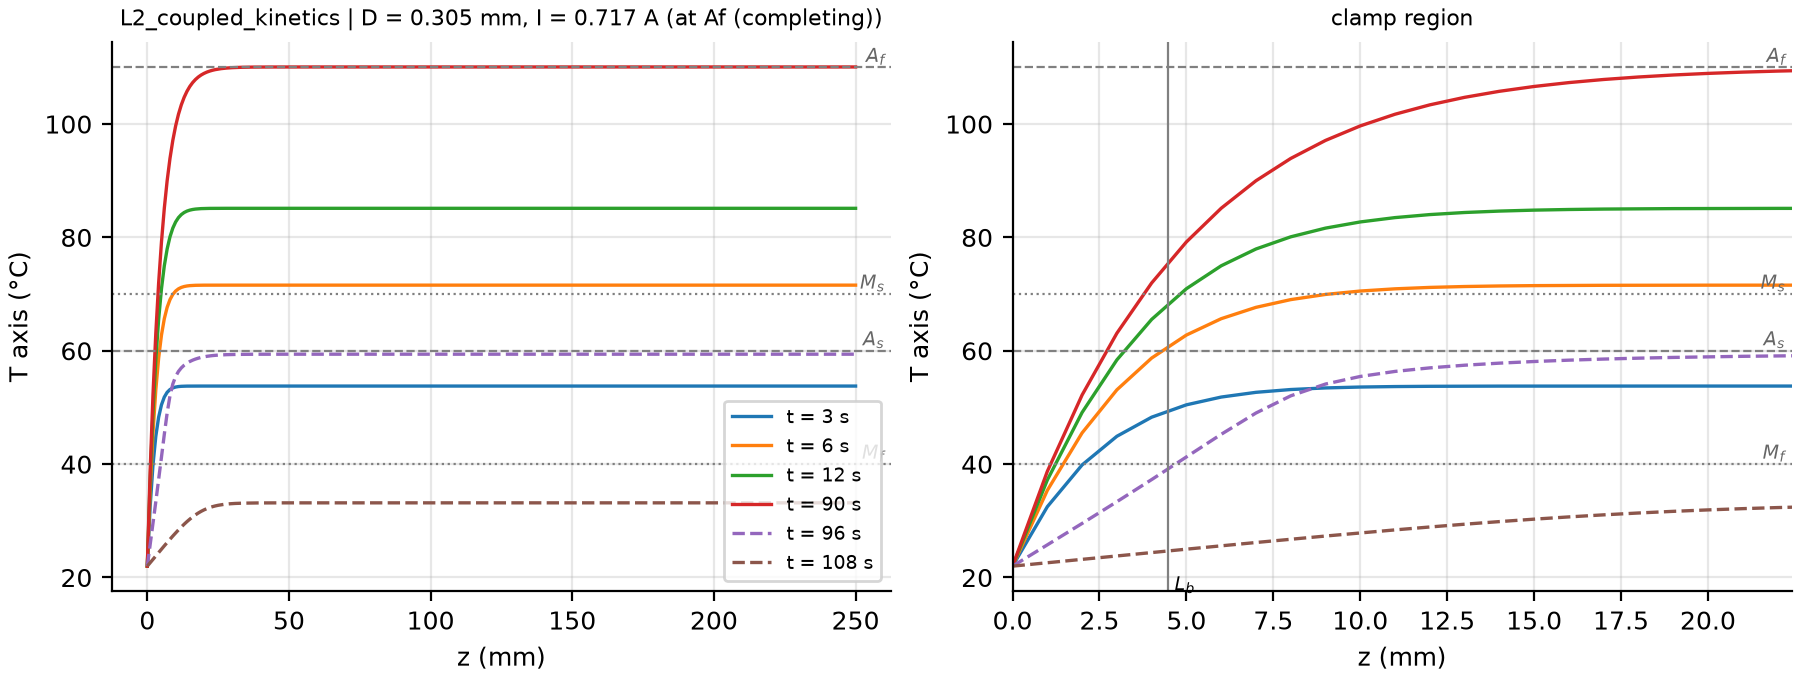 L2_coupled_kinetics | D = 0.305 mm, I = 0.717 A (at Af (completing))
T axis (°C)
100
80
60
40
20
0
50
100
150
200
250
z (mm)
A_f
M_s
A_s
M_f
t = 3 s
t = 6 s
t = 12 s
t = 90 s
t = 96 s
t = 108 s
clamp region
T axis (°C)
100
80
60
40
20
0.0
2.5
5.0
7.5
10.0
12.5
15.0
17.5
20.0
z (mm)
A_f
M_s
A_s
M_f
L_b